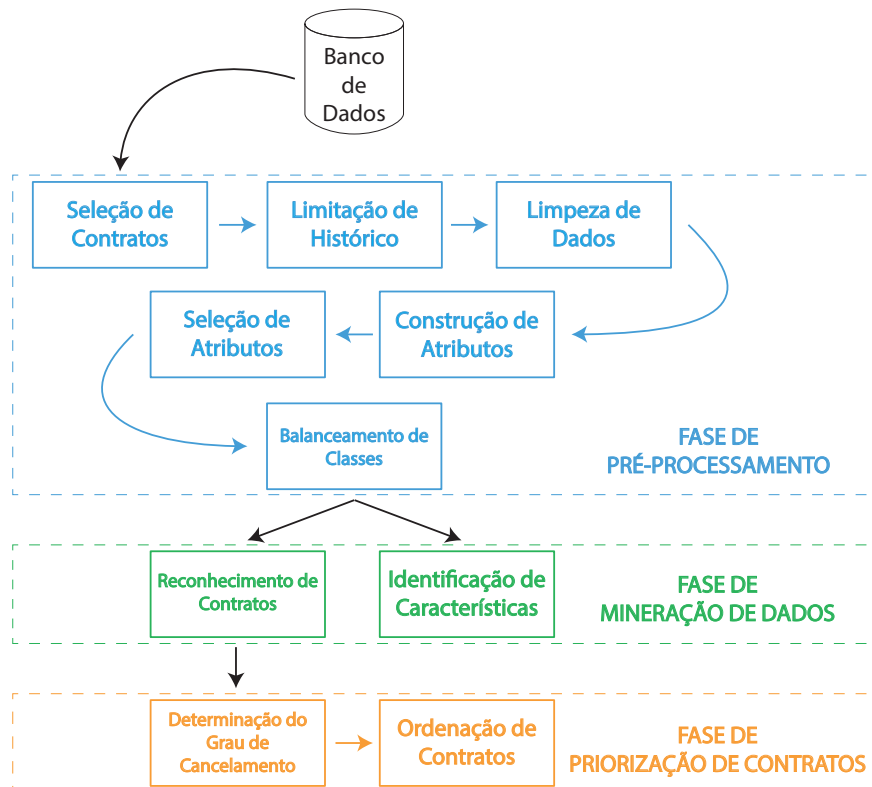 Banco
de
Dados
Seleção de
Contratos
Limitação de
Histórico
Limpeza de
Dados
Seleção de
Atributos
Construção de
Atributos
Balanceamento de
Classes
FASE DE
PRÉ-PROCESSAMENTO
Reconhecimento de
Contratos
Identificação de
Características
FASE DE
MINERAÇÃO DE DADOS
Determinação do
Grau de
Cancelamento
Ordenação de
Contratos
FASE DE
PRIORIZAÇÃO DE CONTRATOS